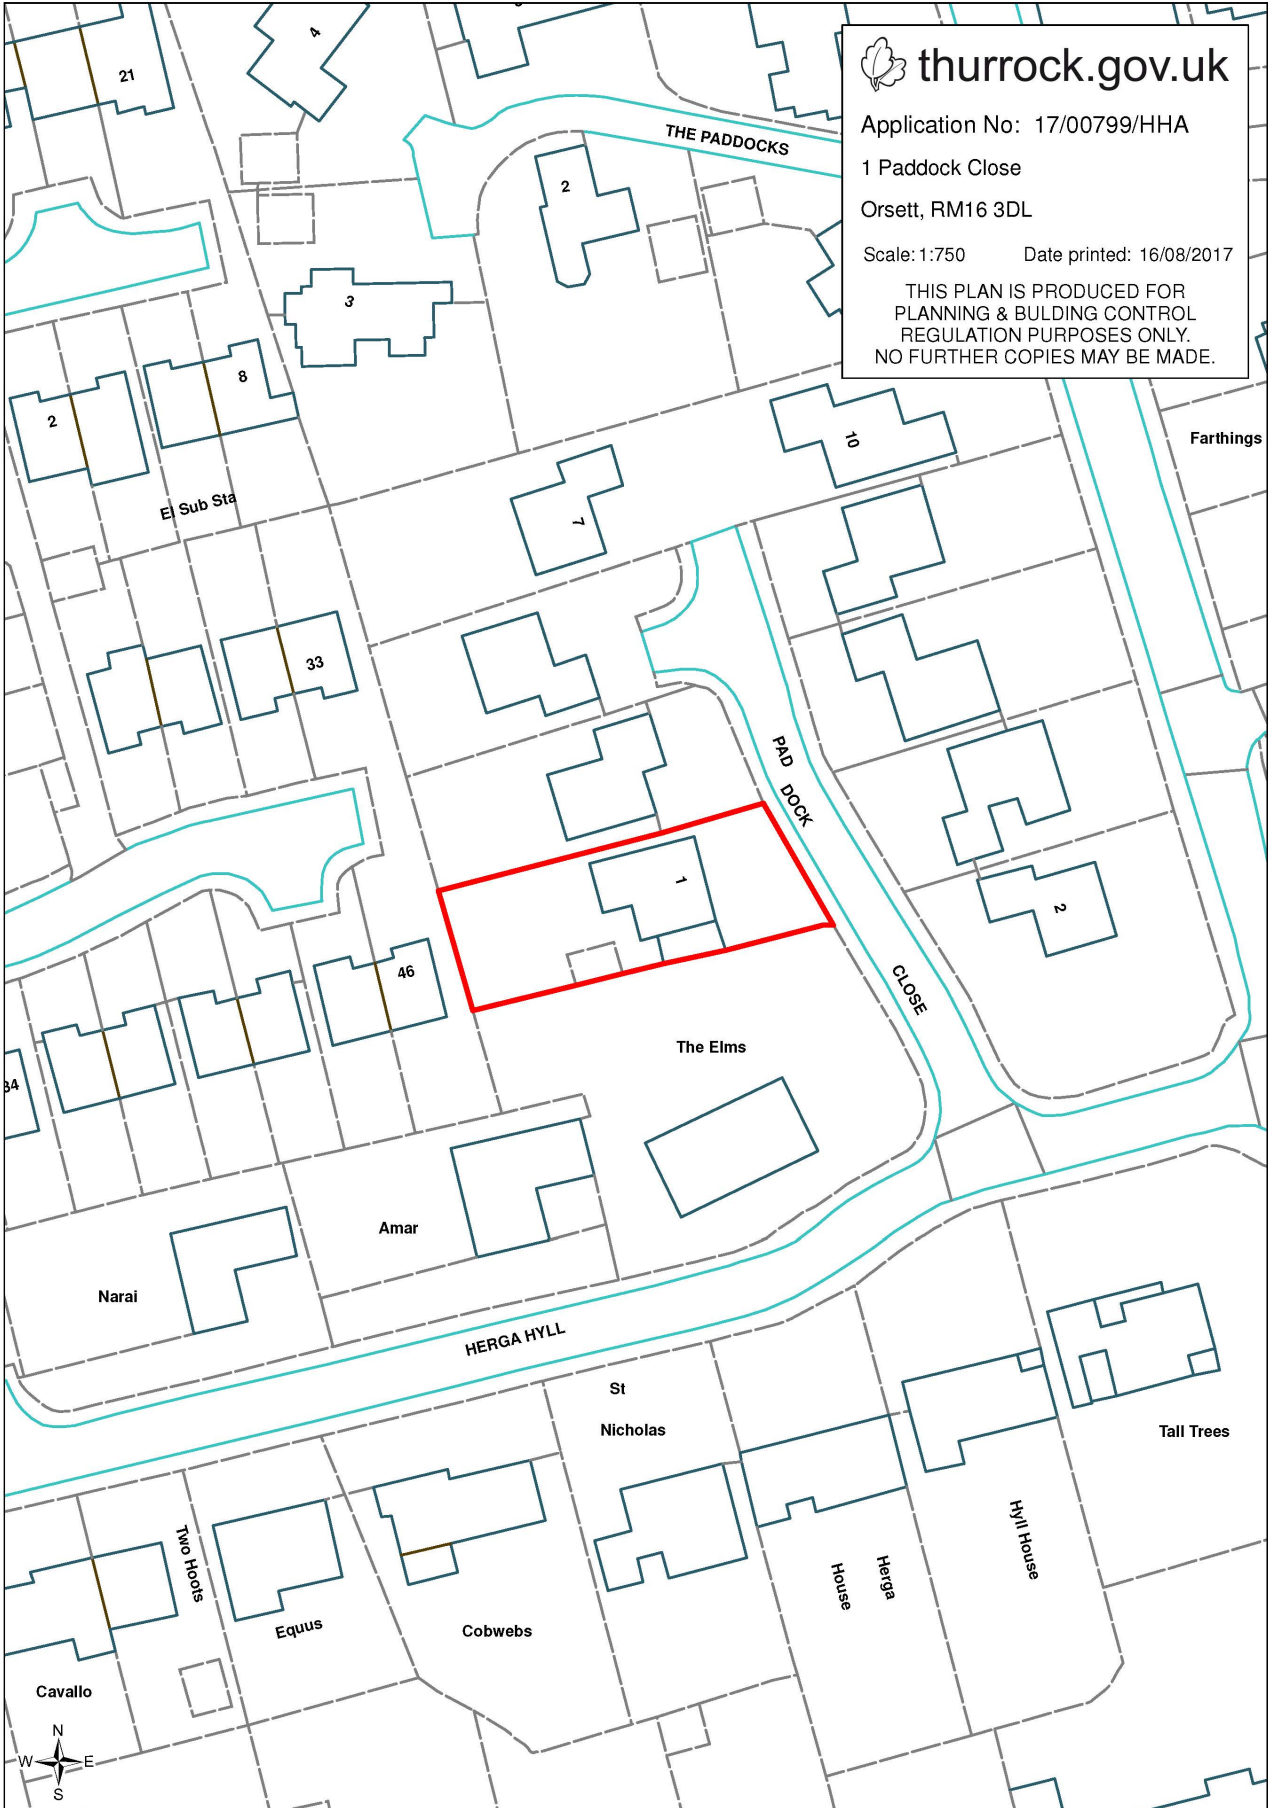 thurrock.gov.uk
Application No: 17/00799/HHA
1 Paddock Close
Orsett, RM16 3DL
Scale: 1:750 Date printed: 16/08/2017
THIS PLAN IS PRODUCED FOR
PLANNING & BULDING CONTROL
REGULATION PURPOSES ONLY.
NO FURTHER COPIES MAY BE MADE.
4
21
THE PADDOCKS
2
3
8
2
10
Farthings
El Sub Sta
7
33
PAD
DOCK
1
2
46
CLOSE
The Elms
34
Amar
Narai
HERGA HYLL
St
Nicholas
Tall Trees
Two Hoots
Hyll House
Herga
House
Equus
Cobwebs
Cavallo
N
W E
S